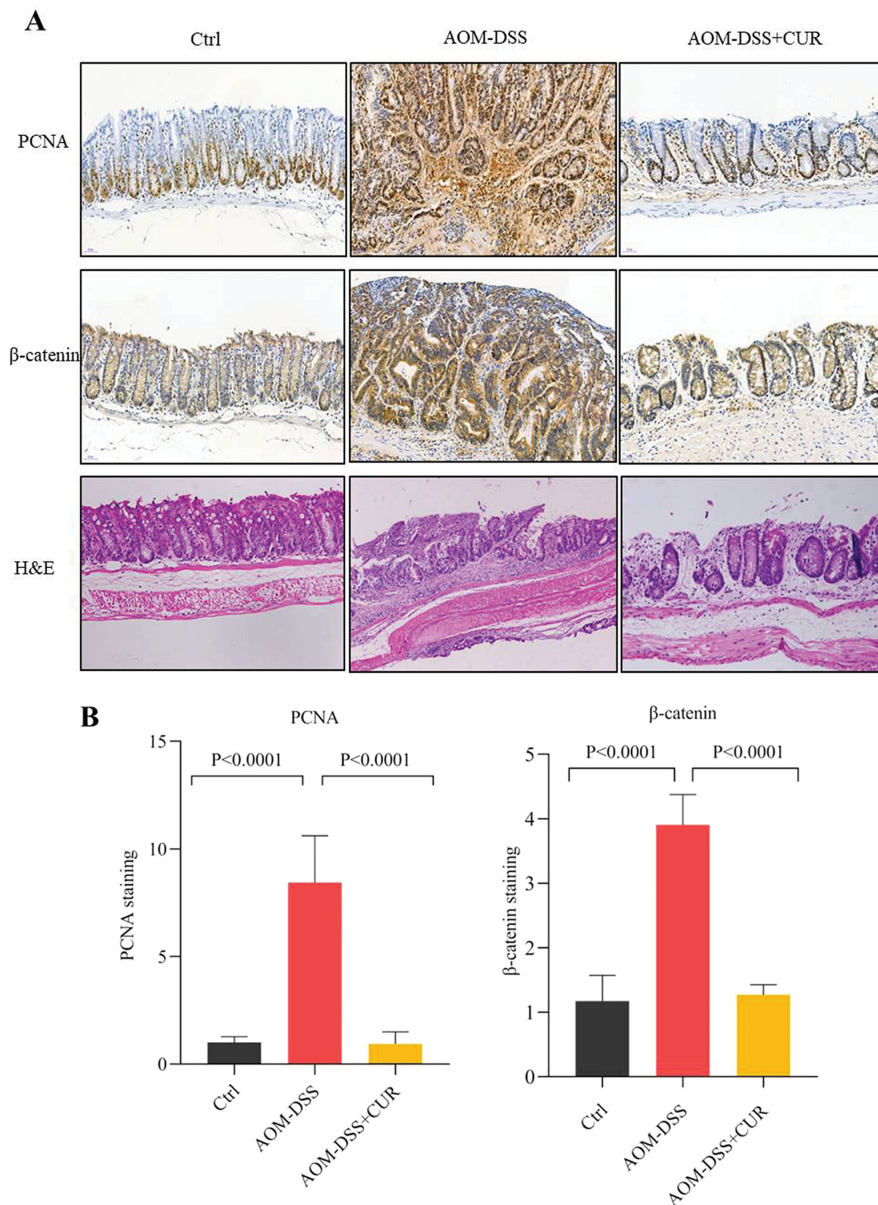 A
Ctrl AOM-DSS AOM-DSS+CUR
PCNA
β-catenin
H&E
B
PCNA
15
10
5
0
PCNA staining
P<0.0001 P<0.0001
Ctrl
AOM-DSS
AOM-DSS+CUR
β-catenin
5
4
3
2
1
0
β-catenin staining
P<0.0001 P<0.0001
Ctrl
AOM-DSS
AOM-DSS+CUR